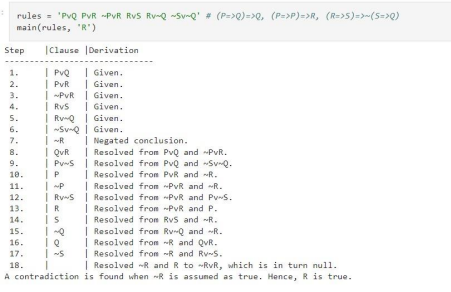 rules = 'PvQ PvR ~PvR RvS Rv~Q ~Sv~Q' # (P=>Q)=>Q, (P=>P)=>R, (R=>S)=>~(S=>Q)
main(rules, 'R')
Step |Clause |Derivation
------------------------------
1. | PvQ | Given.
2. | PvR | Given.
3. | ~PvR | Given.
4. | RvS | Given.
5. | Rv~Q | Given.
6. | ~Sv~Q | Given.
7. | ~R | Negated conclusion.
8. | QvR | Resolved from PvQ and ~PvR.
9. | Pv~S | Resolved from PvQ and ~Sv~Q.
10. | P | Resolved from PvR and ~R.
11. | ~P | Resolved from ~PvR and ~R.
12. | Rv~S | Resolved from ~PvR and Pv~S.
13. | R | Resolved from ~PvR and P.
14. | S | Resolved from RvS and ~R.
15. | ~Q | Resolved from Rv~Q and ~R.
16. | Q | Resolved from ~R and QvR.
17. | ~S | Resolved from ~R and Rv~S.
18. | | Resolved ~R and R to ~RvR, which is in turn null.
A contradiction is found when ~R is assumed as true. Hence, R is true.